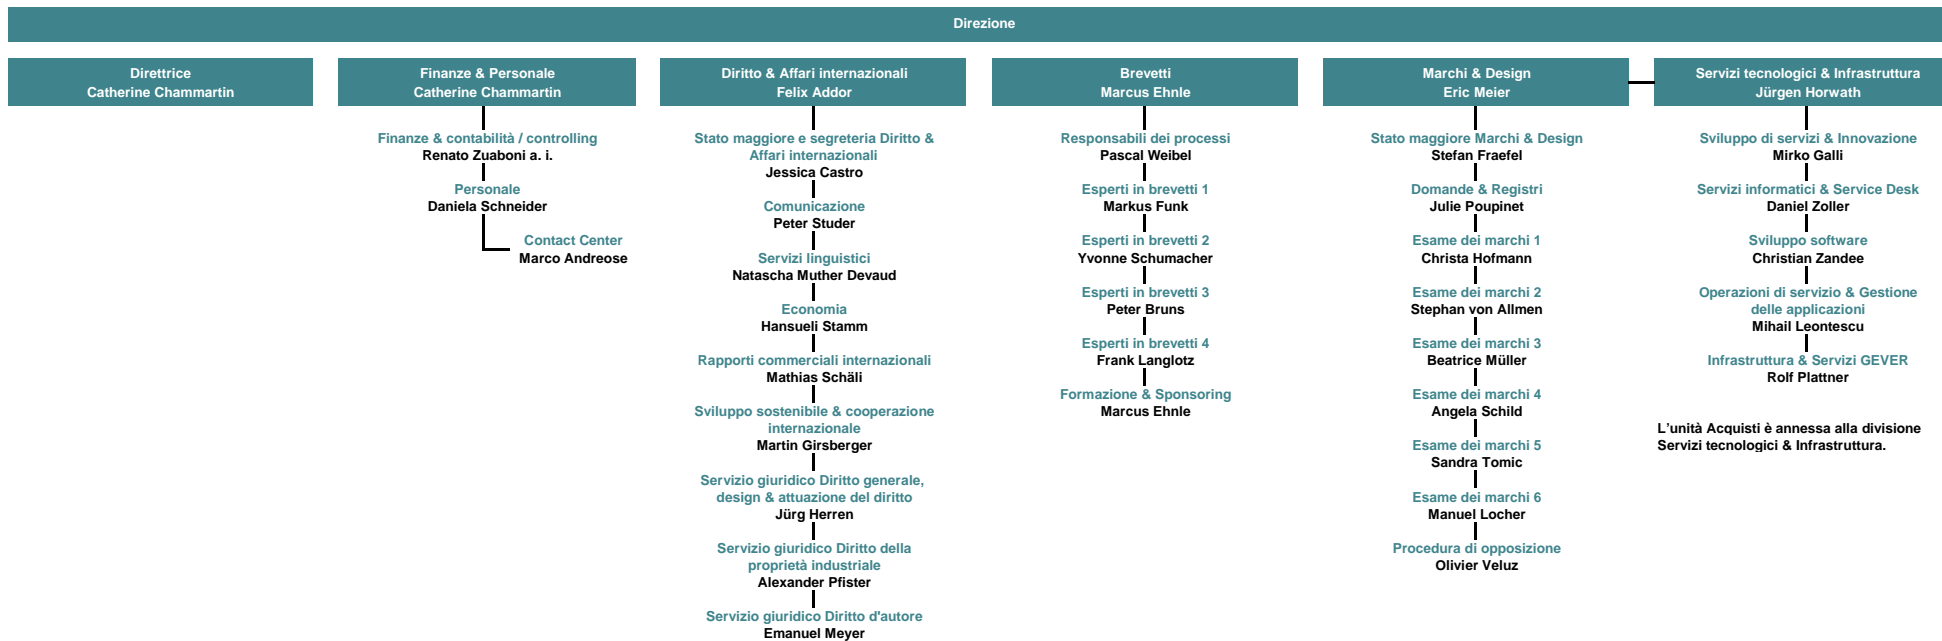 Direzione
Direttrice
Catherine Chammartin
Finanze & Personale
Catherine Chammartin
Finanze & contabilità / controlling
Renato Zuaboni a. i.
Personale
Daniela Schneider
Contact Center
Marco Andreose
Diritto & Affari internazionali
Felix Addor
Stato maggiore e segreteria Diritto &
Affari internazionali
Jessica Castro
Comunicazione
Peter Studer
Servizi linguistici
Natascha Muther Devaud
Economia
Hansueli Stamm
Rapporti commerciali internazionali
Mathias Schäli
Sviluppo sostenibile & cooperazione
internazionale
Martin Girsberger
Servizio giuridico Diritto generale,
design & attuazione del diritto
Jürg Herren
Servizio giuridico Diritto della
proprietà industriale
Alexander Pfister
Servizio giuridico Diritto d'autore
Emanuel Meyer
Brevetti
Marcus Ehnle
Responsabili dei processi
Pascal Weibel
Esperti in brevetti 1
Markus Funk
Esperti in brevetti 2
Yvonne Schumacher
Esperti in brevetti 3
Peter Bruns
Esperti in brevetti 4
Frank Langlotz
Formazione & Sponsoring
Marcus Ehnle
Marchi & Design
Eric Meier
Stato maggiore Marchi & Design
Stefan Fraefel
Domande & Registri
Julie Poupinet
Esame dei marchi 1
Christa Hofmann
Esame dei marchi 2
Stephan von Allmen
Esame dei marchi 3
Beatrice Müller
Esame dei marchi 4
Angela Schild
Esame dei marchi 5
Sandra Tomic
Esame dei marchi 6
Manuel Locher
Procedura di opposizione
Olivier Veluz
Servizi tecnologici & Infrastruttura
Jürgen Horwath
Sviluppo di servizi & Innovazione
Mirko Galli
Servizi informatici & Service Desk
Daniel Zoller
Sviluppo software
Christian Zandee
Operazioni di servizio & Gestione
delle applicazioni
Mihail Leontescu
Infrastruttura & Servizi GEVER
Rolf Plattner
L'unità Acquisti è annessa alla divisione
Servizi tecnologici & Infrastruttura.